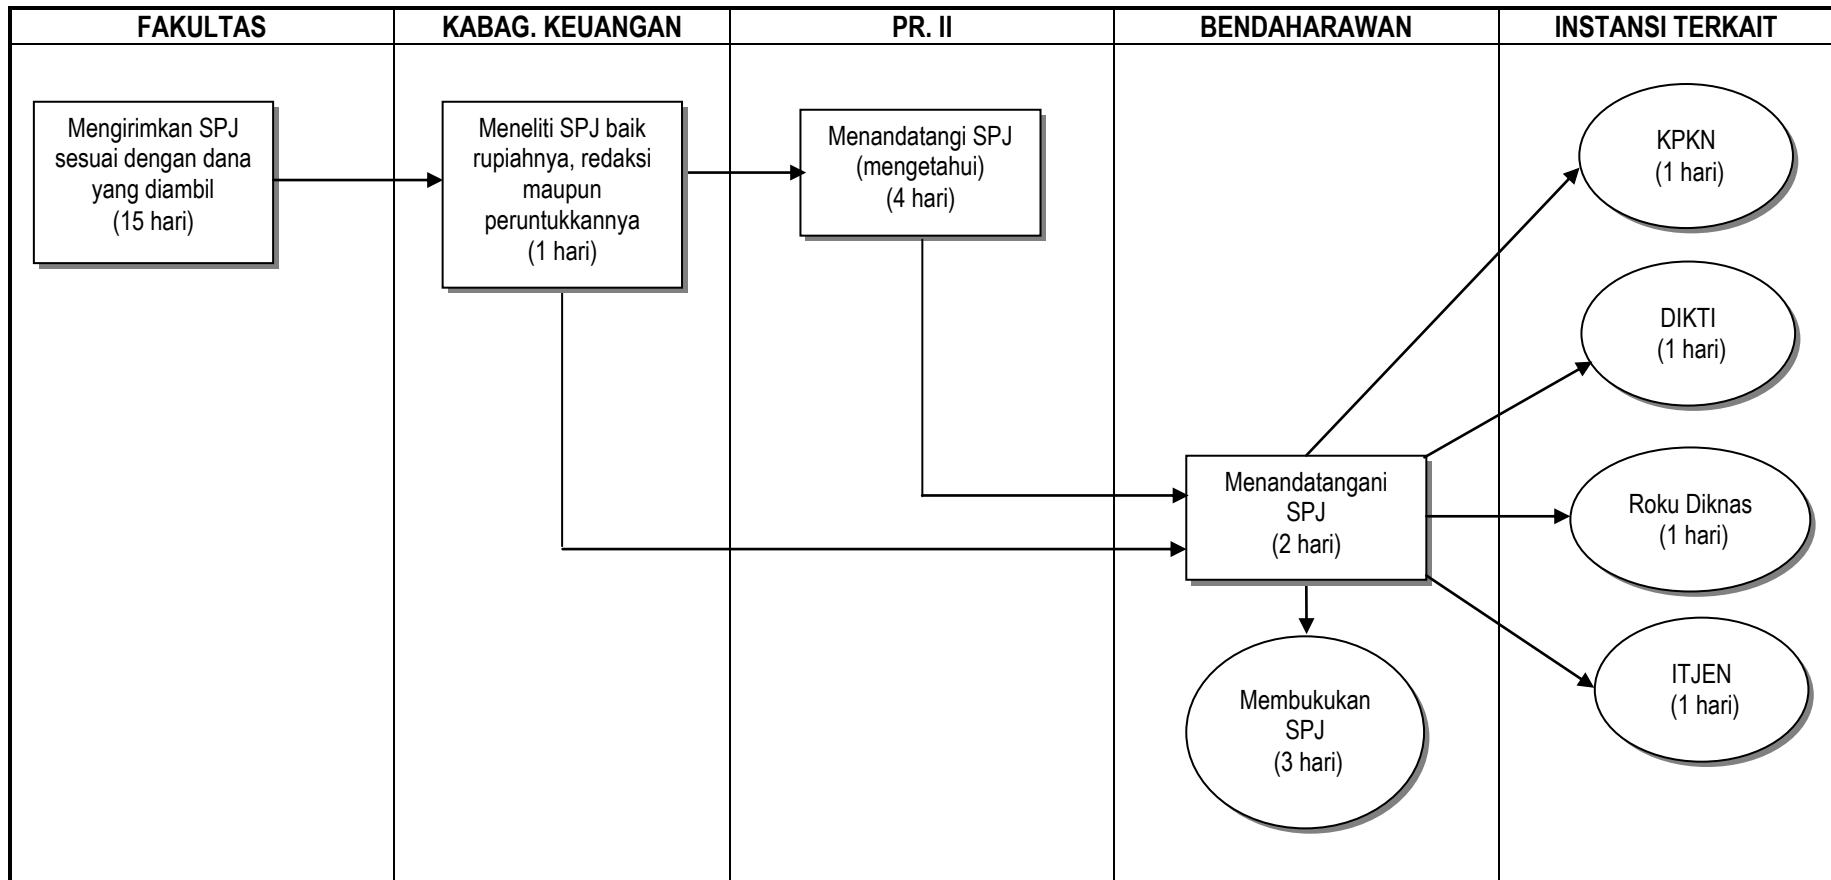 FAKULTAS
KABAG. KEUANGAN
PR. II
BENDAHARAWAN
INSTANSI TERKAIT
Mengirimkan SPJ
sesuai dengan dana
yang diambil
(15 hari)
Meneliti SPJ baik
rupiahnya, redaksi
maupun
peruntukkannya
(1 hari)
Menandatangi SPJ
(mengetahui)
(4 hari)
Menandatangani
SPJ
(2 hari)
Membukukan
SPJ
(3 hari)
KPKN
(1 hari)
DIKTI
(1 hari)
Roku Diknas
(1 hari)
ITJEN
(1 hari)